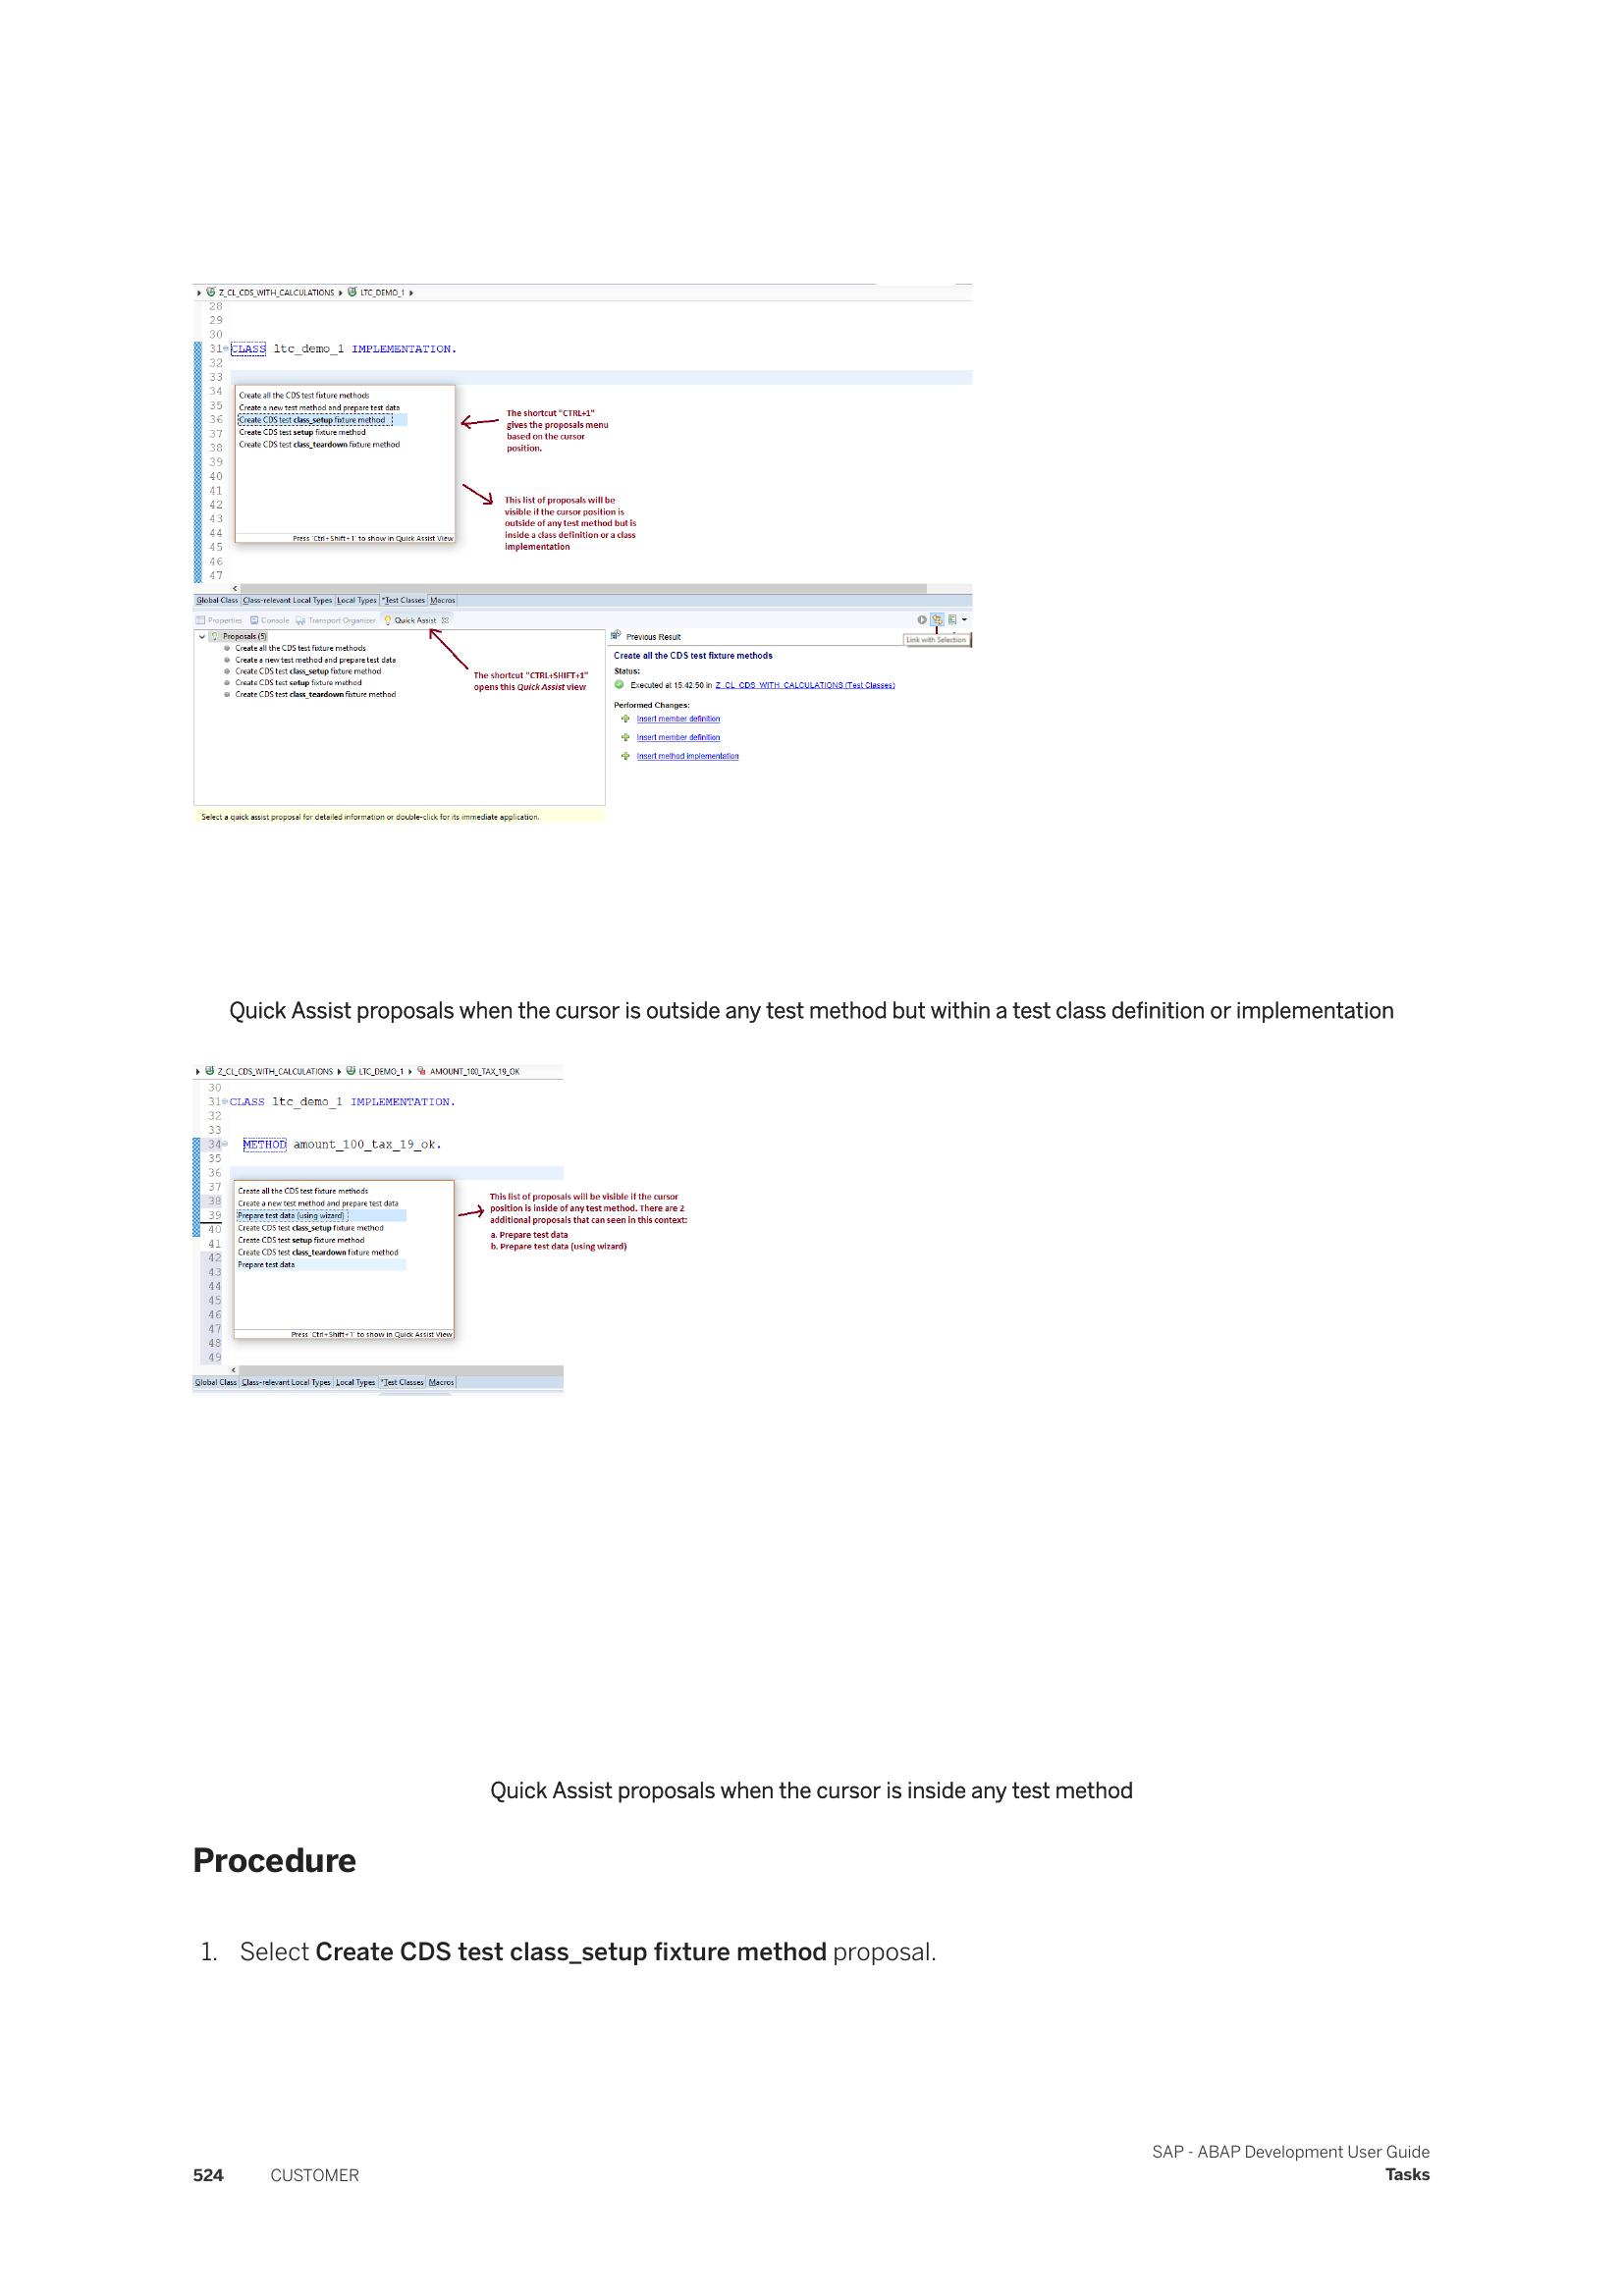 Z_CL_CDS_WITH_CALCULATIONS LTC_DEMO_1
28
29
30
31 CLASS ltc_demo_1 IMPLEMENTATION.
32
33
34
Create all the CDS test fixture methods
35
Create a new test method and prepare test data
36
Create CDS test class_setup fixture method
37
Create CDS test setup fixture method
38
Create CDS test class_teardown fixture method
39
40
41
42
43
44
45
46
47
Press 'Ctrl+Shift+1' to show in Quick Assist View
The shortcut "CTRL+1"
gives the proposals menu
based on the cursor
position.
This list of proposals will be
visible if the cursor position is
outside of any test method but is
inside a class definition or a class
implementation
Global Class Class-relevant Local Types Local Types *Test Classes Macros
Properties Console Transport Organizer Quick Assist
Link with Selection
Proposals (5)
Create all the CDS test fixture methods
Create a new test method and prepare test data
Create CDS test class_setup fixture method
Create CDS test setup fixture method
Create CDS test class_teardown fixture method
The shortcut "CTRL+SHIFT+1"
opens this Quick Assist view
Previous Result
Create all the CDS test fixture methods
Status:
Executed at 15:42:50 in Z_CL_CDS_WITH_CALCULATIONS (Test Classes)
Performed Changes:
Insert member definition
Insert member definition
Insert method implementation
Select a quick assist proposal for detailed information or double-click for its immediate application.
Quick Assist proposals when the cursor is outside any test method but within a test class definition or implementation
Z_CL_CDS_WITH_CALCULATIONS LTC_DEMO_1 AMOUNT_100_TAX_19_OK
30
31 CLASS ltc_demo_1 IMPLEMENTATION.
32
33
34 METHOD amount_100_tax_19_ok.
35
36
37
Create all the CDS test fixture methods
38
Create a new test method and prepare test data
39
Prepare test data (using wizard)
40
Create CDS test class_setup fixture method
41
Create CDS test setup fixture method
42
Create CDS test class_teardown fixture method
43
Prepare test data
44
45
46
47
48
49
Press 'Ctrl+Shift+1' to show in Quick Assist View
This list of proposals will be visible if the cursor
position is inside of any test method. There are 2
additional proposals that can seen in this context:
a. Prepare test data
b. Prepare test data (using wizard)
Global Class Class-relevant Local Types Local Types *Test Classes Macros
Quick Assist proposals when the cursor is inside any test method
Procedure
1. Select Create CDS test class_setup fixture method proposal.
SAP - ABAP Development User Guide
524 CUSTOMER Tasks